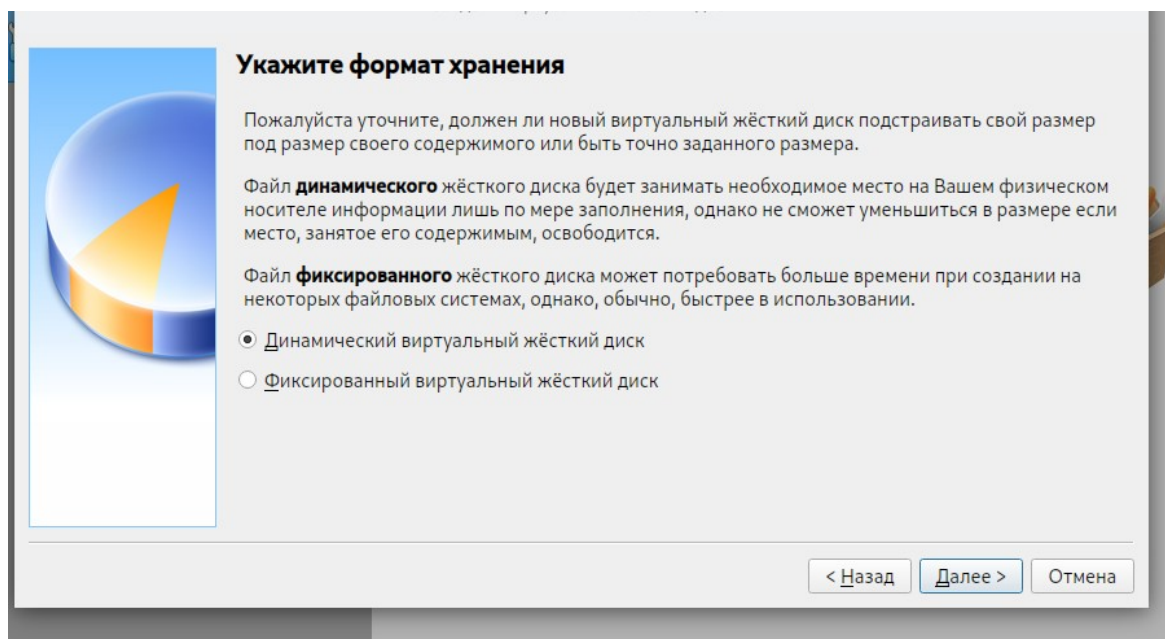 Укажите формат хранения
Пожалуйста уточните, должен ли новый виртуальный жёсткий диск подстраивать свой размер
под размер своего содержимого или быть точно заданного размера.
Файл динамического жёсткого диска будет занимать необходимое место на Вашем физическом
носителе информации лишь по мере заполнения, однако не сможет уменьшиться в размере если
место, занятое его содержимым, освободится.
Файл фиксированного жёсткого диска может потребовать больше времени при создании на
некоторых файловых системах, однако, обычно, быстрее в использовании.
Динамический виртуальный жёсткий диск
Фиксированный виртуальный жёсткий диск
< Назад Далее > Отмена